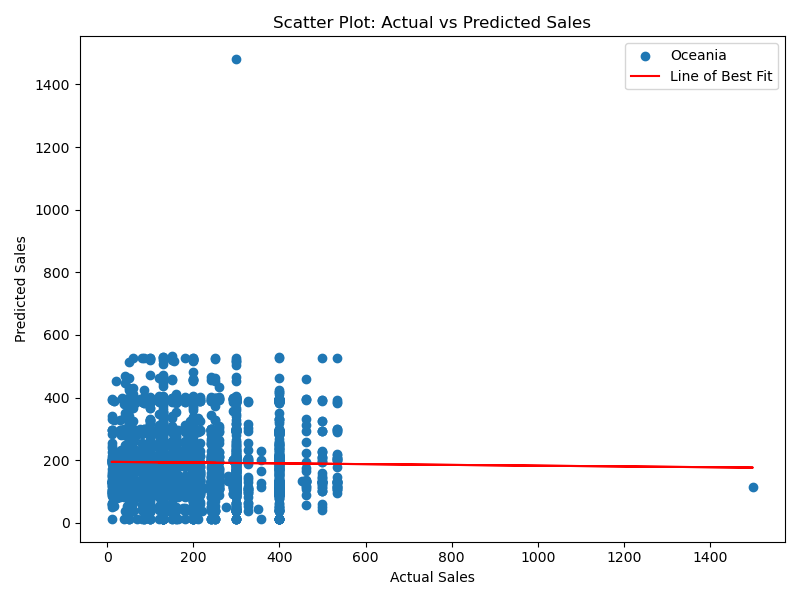 Scatter Plot: Actual vs Predicted Sales
Oceania
Line of Best Fit
1400
1200
1000
800
600
400
200
0
Predicted Sales
0 200 400 600 800 1000 1200 1400
Actual Sales